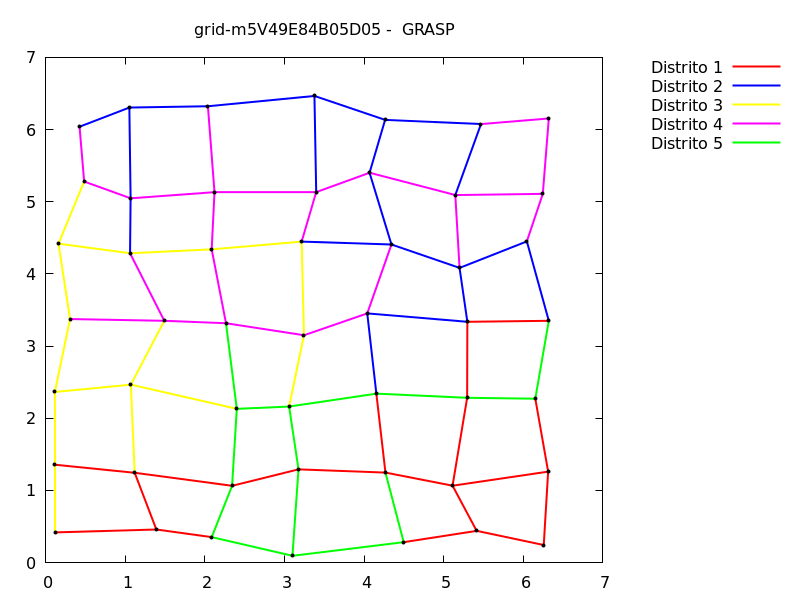 grid-m5V49E84B05D05 - GRASP
Distrito 1
Distrito 2
Distrito 3
Distrito 4
Distrito 5
7
6
5
4
3
2
1
0
0 1 2 3 4 5 6 7